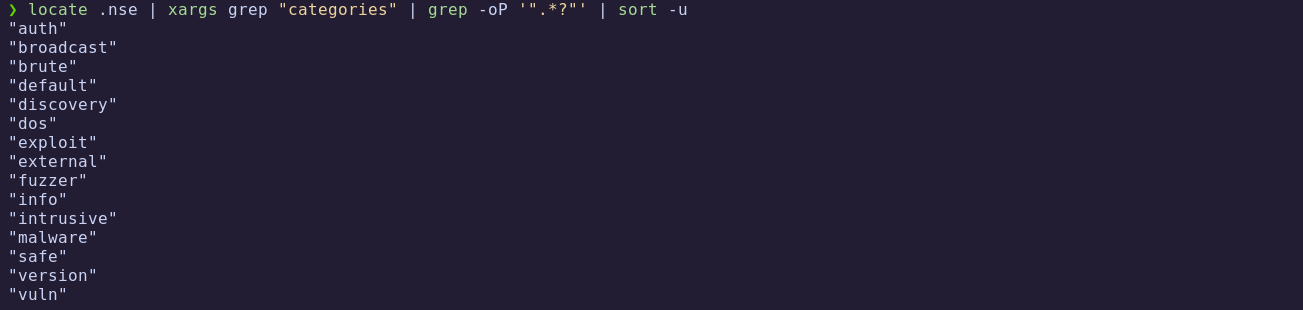 ❯ locate .nse | xargs grep "categories" | grep -oP '".*?"' | sort -u
"auth"
"broadcast"
"brute"
"default"
"discovery"
"dos"
"exploit"
"external"
"fuzzer"
"info"
"intrusive"
"malware"
"safe"
"version"
"vuln"